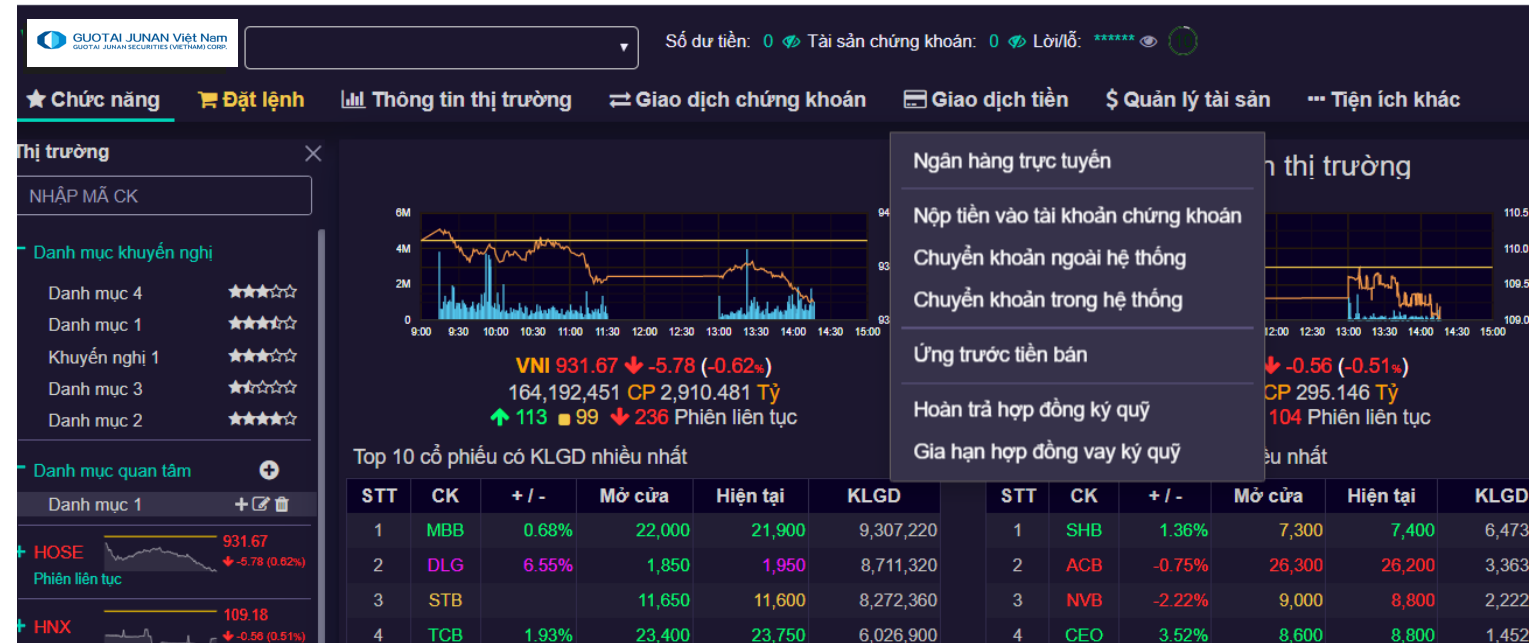 GUOTAI JUNAN Việt Nam
GUOTAI JUNAN SECURITIES (VIETNAM) CORP.
Số dư tiền: 0 Tài sản chứng khoán: 0 Lời/lỗ: ******
Chức năng Đặt lệnh Thông tin thị trường Giao dịch chứng khoán Giao dịch tiền $ Quản lý tài sản Tiện ích khác
Thị trường
NHẬP MÃ CK
Danh mục khuyến nghị
Danh mục 4
Danh mục 1
Khuyến nghị 1
Danh mục 3
Danh mục 2
Danh mục quan tâm
Danh mục 1
HOSE 931.67
-5.78 (0.62%)
Phiên liên tục
HNX 109.18
-0.56 (0.51%)
6M
4M
2M
0
9:00 9:30 10:00 10:30 11:00 11:30 12:00 12:30 13:00 13:30 14:00 14:30 15:00
VNI 931.67 -5.78 (-0.62%)
164,192,451 CP 2,910.481 Tỷ
113 99 236 Phiên liên tục
Ngân hàng trực tuyến
Nộp tiền vào tài khoản chứng khoán
Chuyển khoản ngoài hệ thống
Chuyển khoản trong hệ thống
Ứng trước tiền bán
Hoàn trả hợp đồng ký quỹ
Gia hạn hợp đồng vay ký quỹ
thị trường
110.5
110.0
109.5
109.0
12:00 12:30 13:00 13:30 14:00 14:30 15:00
-0.56 (-0.51%)
CP 295.146 Tỷ
104 Phiên liên tục
Top 10 cổ phiếu có KLGD nhiều nhất
nhất
STT CK + / - Mở cửa Hiện tại KLGD
1 MBB 0.68% 22,000 21,900 9,307,220
2 DLG 6.55% 1,850 1,950 8,711,320
3 STB 11,650 11,600 8,272,360
4 TCB 1.93% 23,400 23,750 6,026,900
STT CK + / - Mở cửa Hiện tại KLGD
1 SHB 1.36% 7,300 7,400 6,473
2 ACB -0.75% 26,300 26,200 3,363
3 NVB -2.22% 9,000 8,800 2,222
4 CEO 3.52% 8,600 8,800 1,452